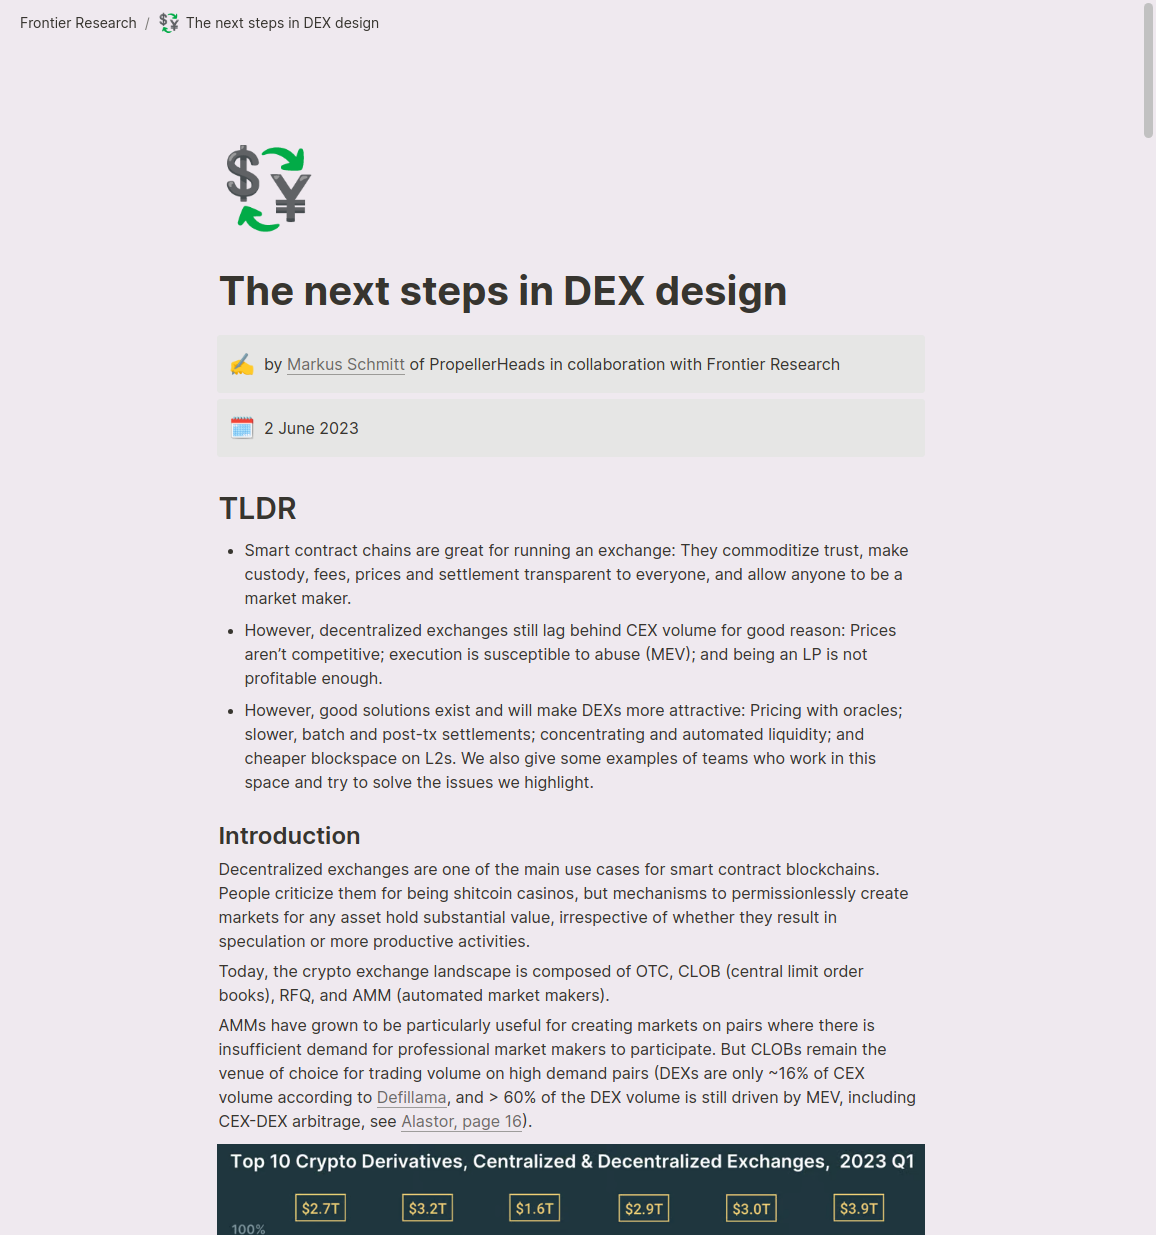 Frontier Research / The next steps in DEX design
The next steps in DEX design
by Markus Schmitt of PropellerHeads in collaboration with Frontier Research
2 June 2023
TLDR
• Smart contract chains are great for running an exchange: They commoditize trust, make
custody, fees, prices and settlement transparent to everyone, and allow anyone to be a
market maker.
• However, decentralized exchanges still lag behind CEX volume for good reason: Prices
aren’t competitive; execution is susceptible to abuse (MEV); and being an LP is not
profitable enough.
• However, good solutions exist and will make DEXs more attractive: Pricing with oracles;
slower, batch and post-tx settlements; concentrating and automated liquidity; and
cheaper blockspace on L2s. We also give some examples of teams who work in this
space and try to solve the issues we highlight.
Introduction
Decentralized exchanges are one of the main use cases for smart contract blockchains.
People criticize them for being shitcoin casinos, but mechanisms to permissionlessly create
markets for any asset hold substantial value, irrespective of whether they result in
speculation or more productive activities.
Today, the crypto exchange landscape is composed of OTC, CLOB (central limit order
books), RFQ, and AMM (automated market makers).
AMMs have grown to be particularly useful for creating markets on pairs where there is
insufficient demand for professional market makers to participate. But CLOBs remain the
venue of choice for trading volume on high demand pairs (DEXs are only ~16% of CEX
volume according to Defillama, and > 60% of the DEX volume is still driven by MEV, including
CEX-DEX arbitrage, see Alastor, page 16).
Top 10 Crypto Derivatives, Centralized & Decentralized Exchanges, 2023 Q1
$2.7T $3.2T $1.6T $2.9T $3.0T $3.9T
100%